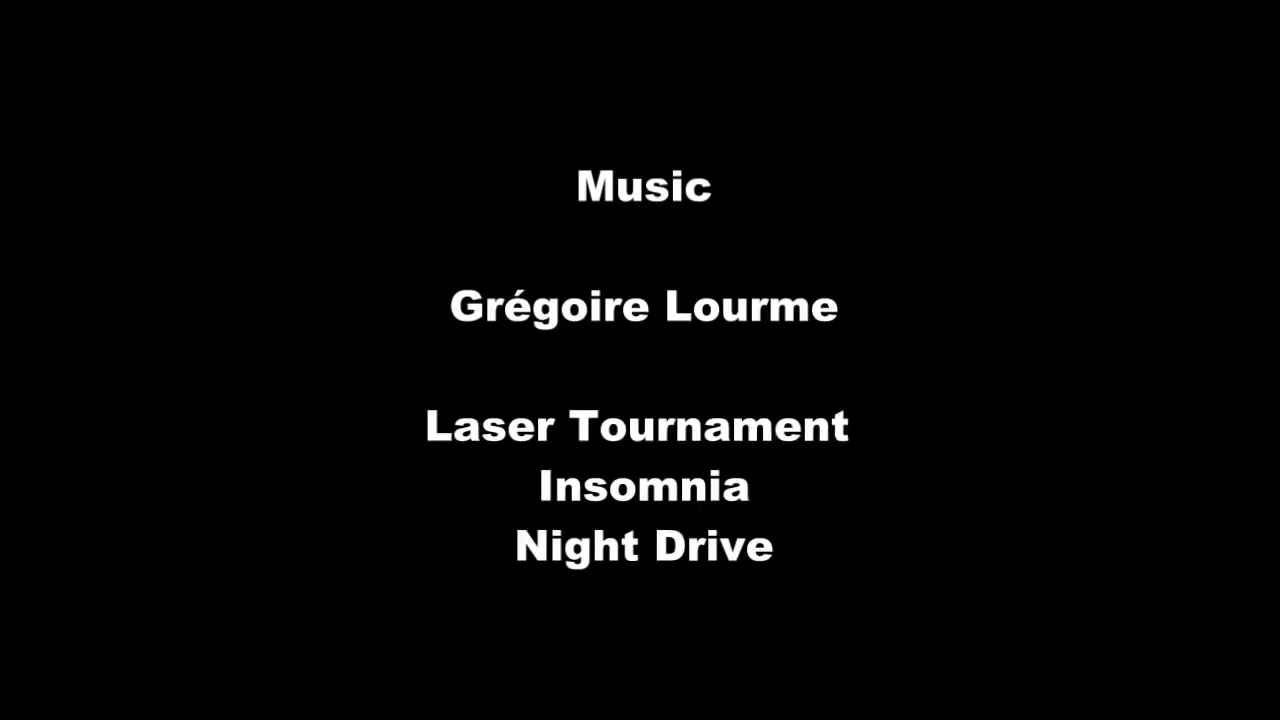 Music
Grégoire Lourme
Laser Tournament
Insomnia
Night Drive